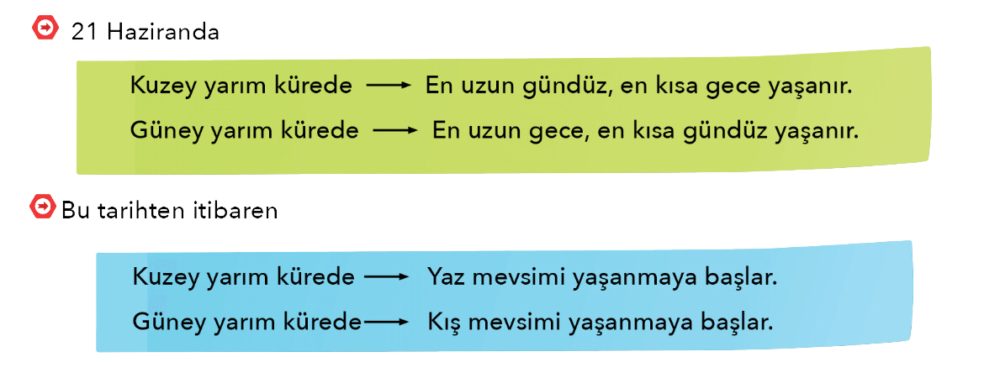 21 Haziranda
Kuzey yarım kürede → En uzun gündüz, en kısa gece yaşanır.
Güney yarım kürede → En uzun gece, en kısa gündüz yaşanır.
Bu tarihten itibaren
Kuzey yarım kürede → Yaz mevsimi yaşanmaya başlar.
Güney yarım kürede → Kış mevsimi yaşanmaya başlar.